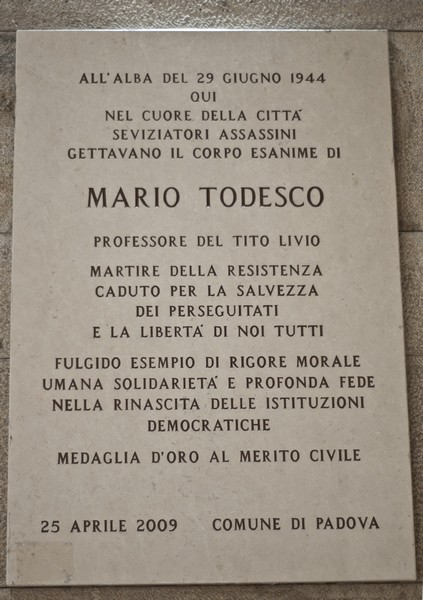 ALL'ALBA DEL 29 GIUGNO 1944
QUI
NEL CUORE DELLA CITTA'
SEVIZIATORI ASSASSINI
GETTAVANO IL CORPO ESANIME DI
MARIO TODESCO
PROFESSORE DEL TITO LIVIO
MARTIRE DELLA RESISTENZA
CADUTO PER LA SALVEZZA
DEI PERSEGUITATI
E LA LIBERTA' DI NOI TUTTI
FULGIDO ESEMPIO DI RIGORE MORALE
UMANA SOLIDARIETA' E PROFONDA FEDE
NELLA RINASCITA DELLE ISTITUZIONI
DEMOCRATICHE
MEDAGLIA D'ORO AL MERITO CIVILE
25 APRILE 2009 COMUNE DI PADOVA